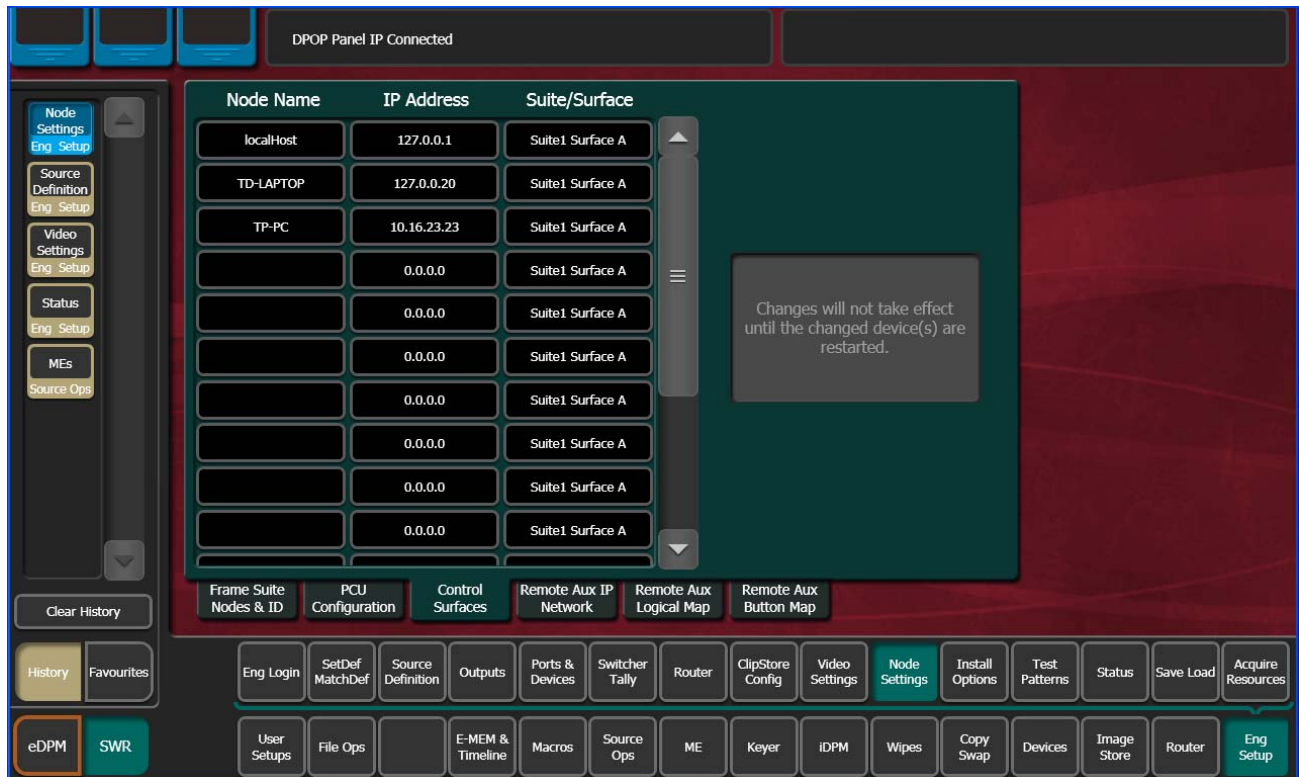 DPOP Panel IP Connected
Node
Settings
Eng Setup
Source
Definition
Eng Setup
Video
Settings
Eng Setup
Status
Eng Setup
MEs
Source Ops
Clear History
History
Favourites
Node Name IP Address Suite/Surface
localHost 127.0.0.1 Suite1 Surface A
TD-LAPTOP 127.0.0.20 Suite1 Surface A
TP-PC 10.16.23.23 Suite1 Surface A
0.0.0.0 Suite1 Surface A
0.0.0.0 Suite1 Surface A
0.0.0.0 Suite1 Surface A
0.0.0.0 Suite1 Surface A
0.0.0.0 Suite1 Surface A
0.0.0.0 Suite1 Surface A
0.0.0.0 Suite1 Surface A
Changes will not take effect
until the changed device(s) are
restarted.
Frame Suite
Nodes & ID
PCU
Configuration
Control
Surfaces
Remote Aux IP
Network
Remote Aux
Logical Map
Remote Aux
Button Map
Eng Login
SetDef
MatchDef
Source
Definition
Outputs
Ports &
Devices
Switcher
Tally
Router
ClipStore
Config
Video
Settings
Node
Settings
Install
Options
Test
Patterns
Status
Save Load
Acquire
Resources
eDPM
SWR
User
Setups
File Ops
E-MEM &
Timeline
Macros
Source
Ops
ME
Keyer
iDPM
Wipes
Copy
Swap
Devices
Image
Store
Router
Eng
Setup